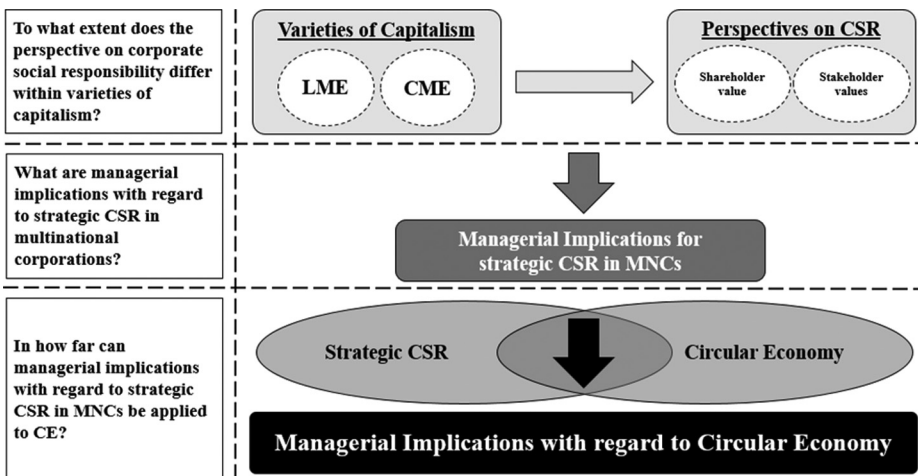 To what extent does the
perspective on corporate
social responsibility differ
within varieties of
capitalism?
Varieties of Capitalism
LME
CME
Perspectives on CSR
Shareholder
value
Stakeholder
values
What are managerial
implications with regard
to strategic CSR in
multinational
corporations?
Managerial Implications for
strategic CSR in MNCs
In how far can
managerial implications
with regard to strategic
CSR in MNCs be applied
to CE?
Strategic CSR
Circular Economy
Managerial Implications with regard to Circular Economy